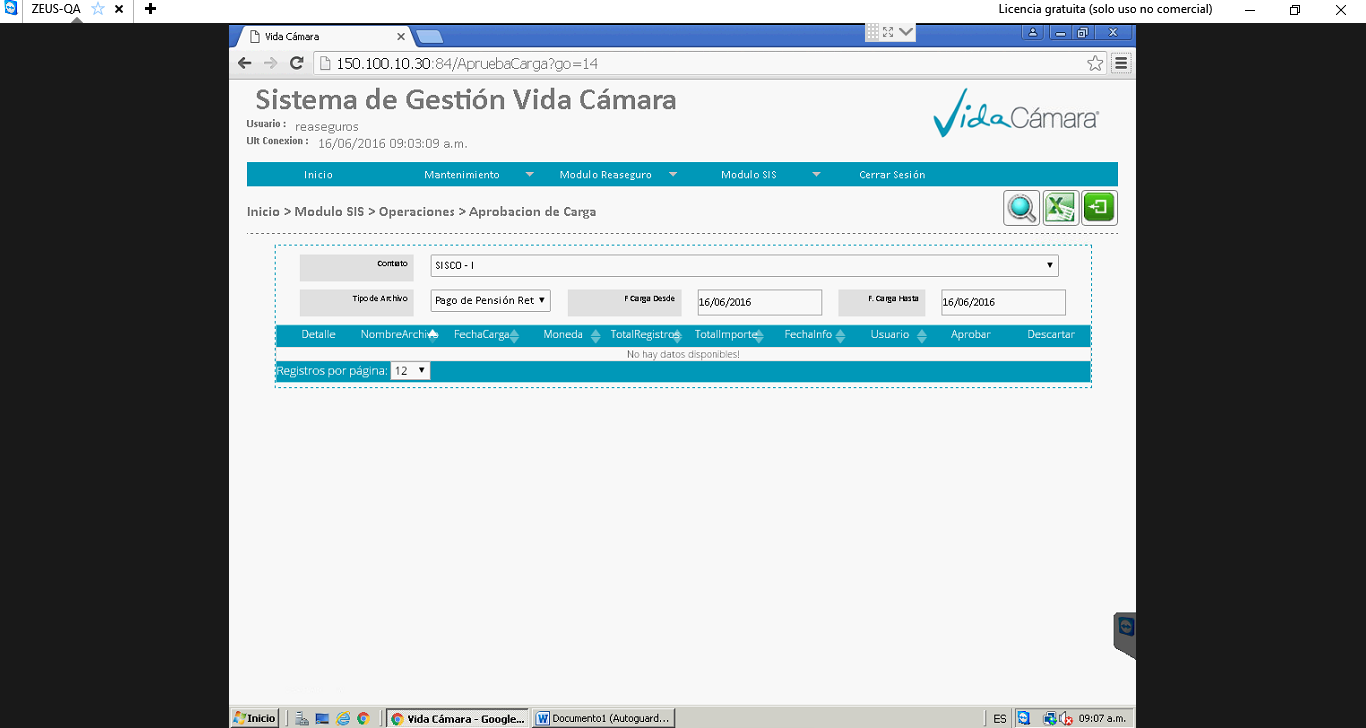 ZEUS-QA
Licencia gratuita (solo uso no comercial)
Vida Cámara
150.100.10.30:84/ApruebaCarga?go=14
Sistema de Gestión Vida Cámara
Usuario : reaseguros
Ult Conexion : 16/06/2016 09:03:09 a.m.
Vida Cámara
Inicio Mantenimiento Modulo Reaseguro Modulo SIS Cerrar Sesión
Inicio > Modulo SIS > Operaciones > Aprobacion de Carga
Contrato SISCO - I
Tipo de Archivo Pago de Pensión Ret F Carga Desde 16/06/2016 F. Carga Hasta 16/06/2016
Detalle NombreArchivo FechaCarga Moneda TotalRegistros TotalImporte FechaInfo Usuario Aprobar Descartar
No hay datos disponibles!
Registros por página: 12
Inicio Vida Cámara - Google... Documento1 (Autoguard... ES 09:07 a.m.